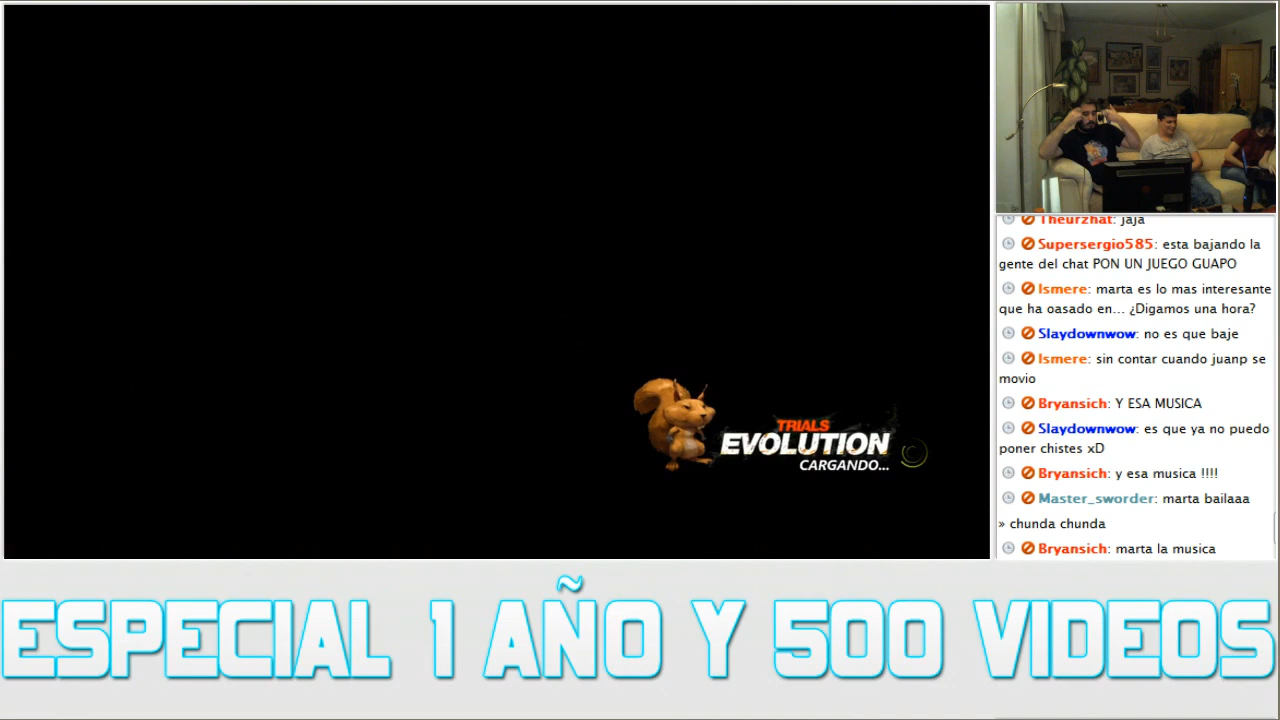 TRIALS
EVOLUTION
CARGANDO...
Theurzhat: jaja
Supersergio585: esta bajando la
gente del chat PON UN JUEGO GUAPO
Ismere: marta es lo mas interesante
que ha oasado en... ¿Digamos una hora?
Slaydownwow: no es que baje
Ismere: sin contar cuando juanp se
movio
Bryansich: Y ESA MUSICA
Slaydownwow: es que ya no puedo
poner chistes xD
Bryansich: y esa musica !!!!
Master_sworder: marta bailaaa
» chunda chunda
Bryansich: marta la musica
ESPECIAL 1 AÑO Y 500 VIDEOS